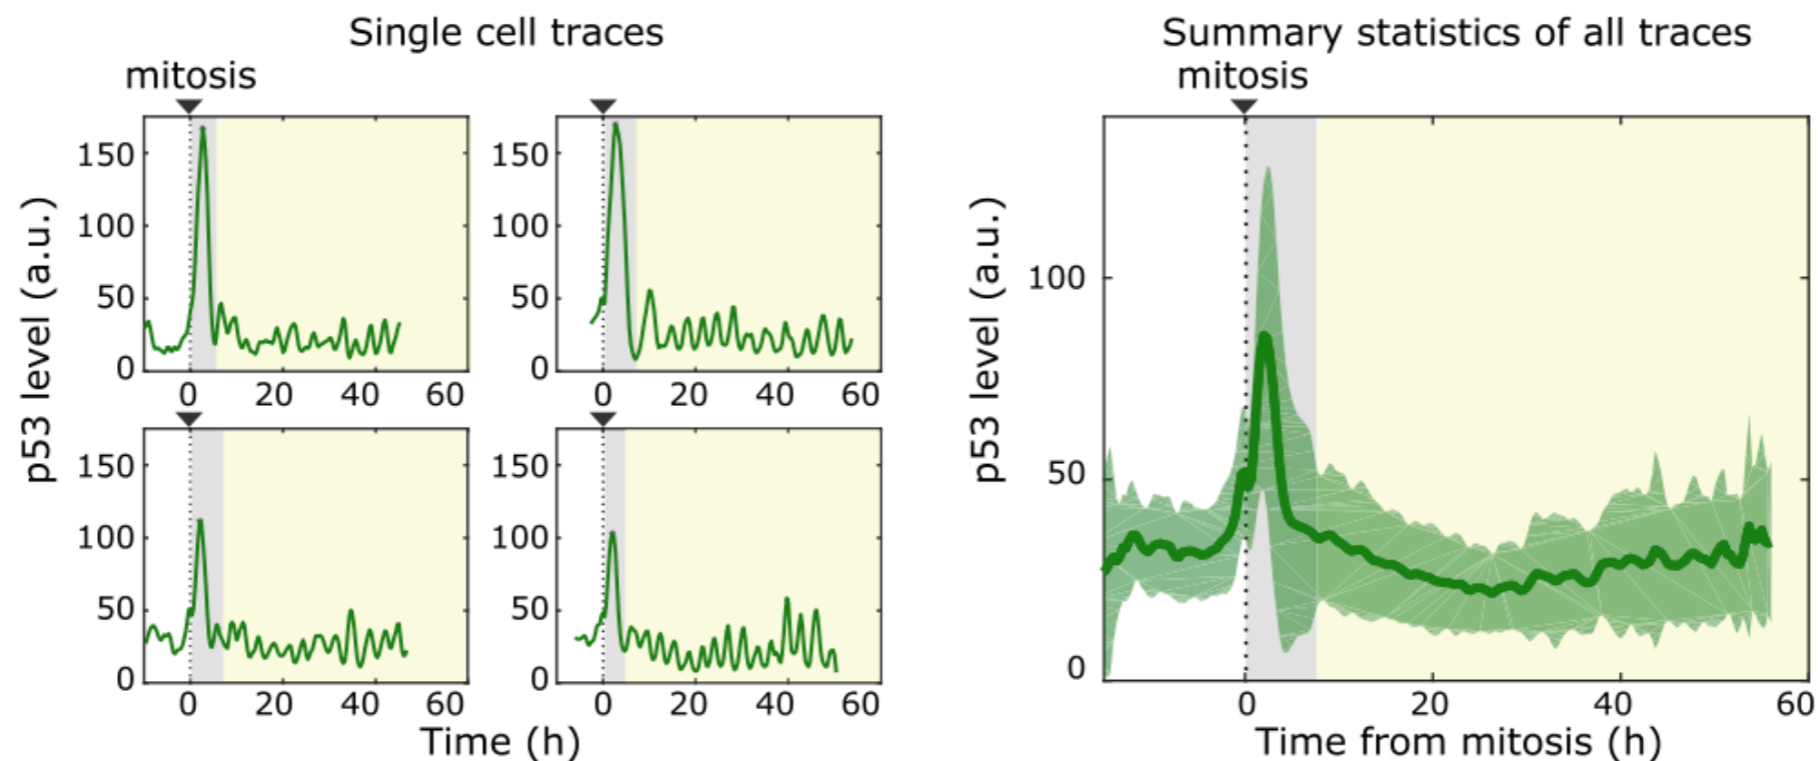 Single cell traces
mitosis
p53 level (a.u.)
150
100
50
0
0 20 40 60
150
100
50
0
0 20 40 60
150
100
50
0
0 20 40 60
150
100
50
0
0 20 40 60
Time (h)
Summary statistics of all traces
mitosis
p53 level (a.u.)
100
50
0
0 20 40 60
Time from mitosis (h)